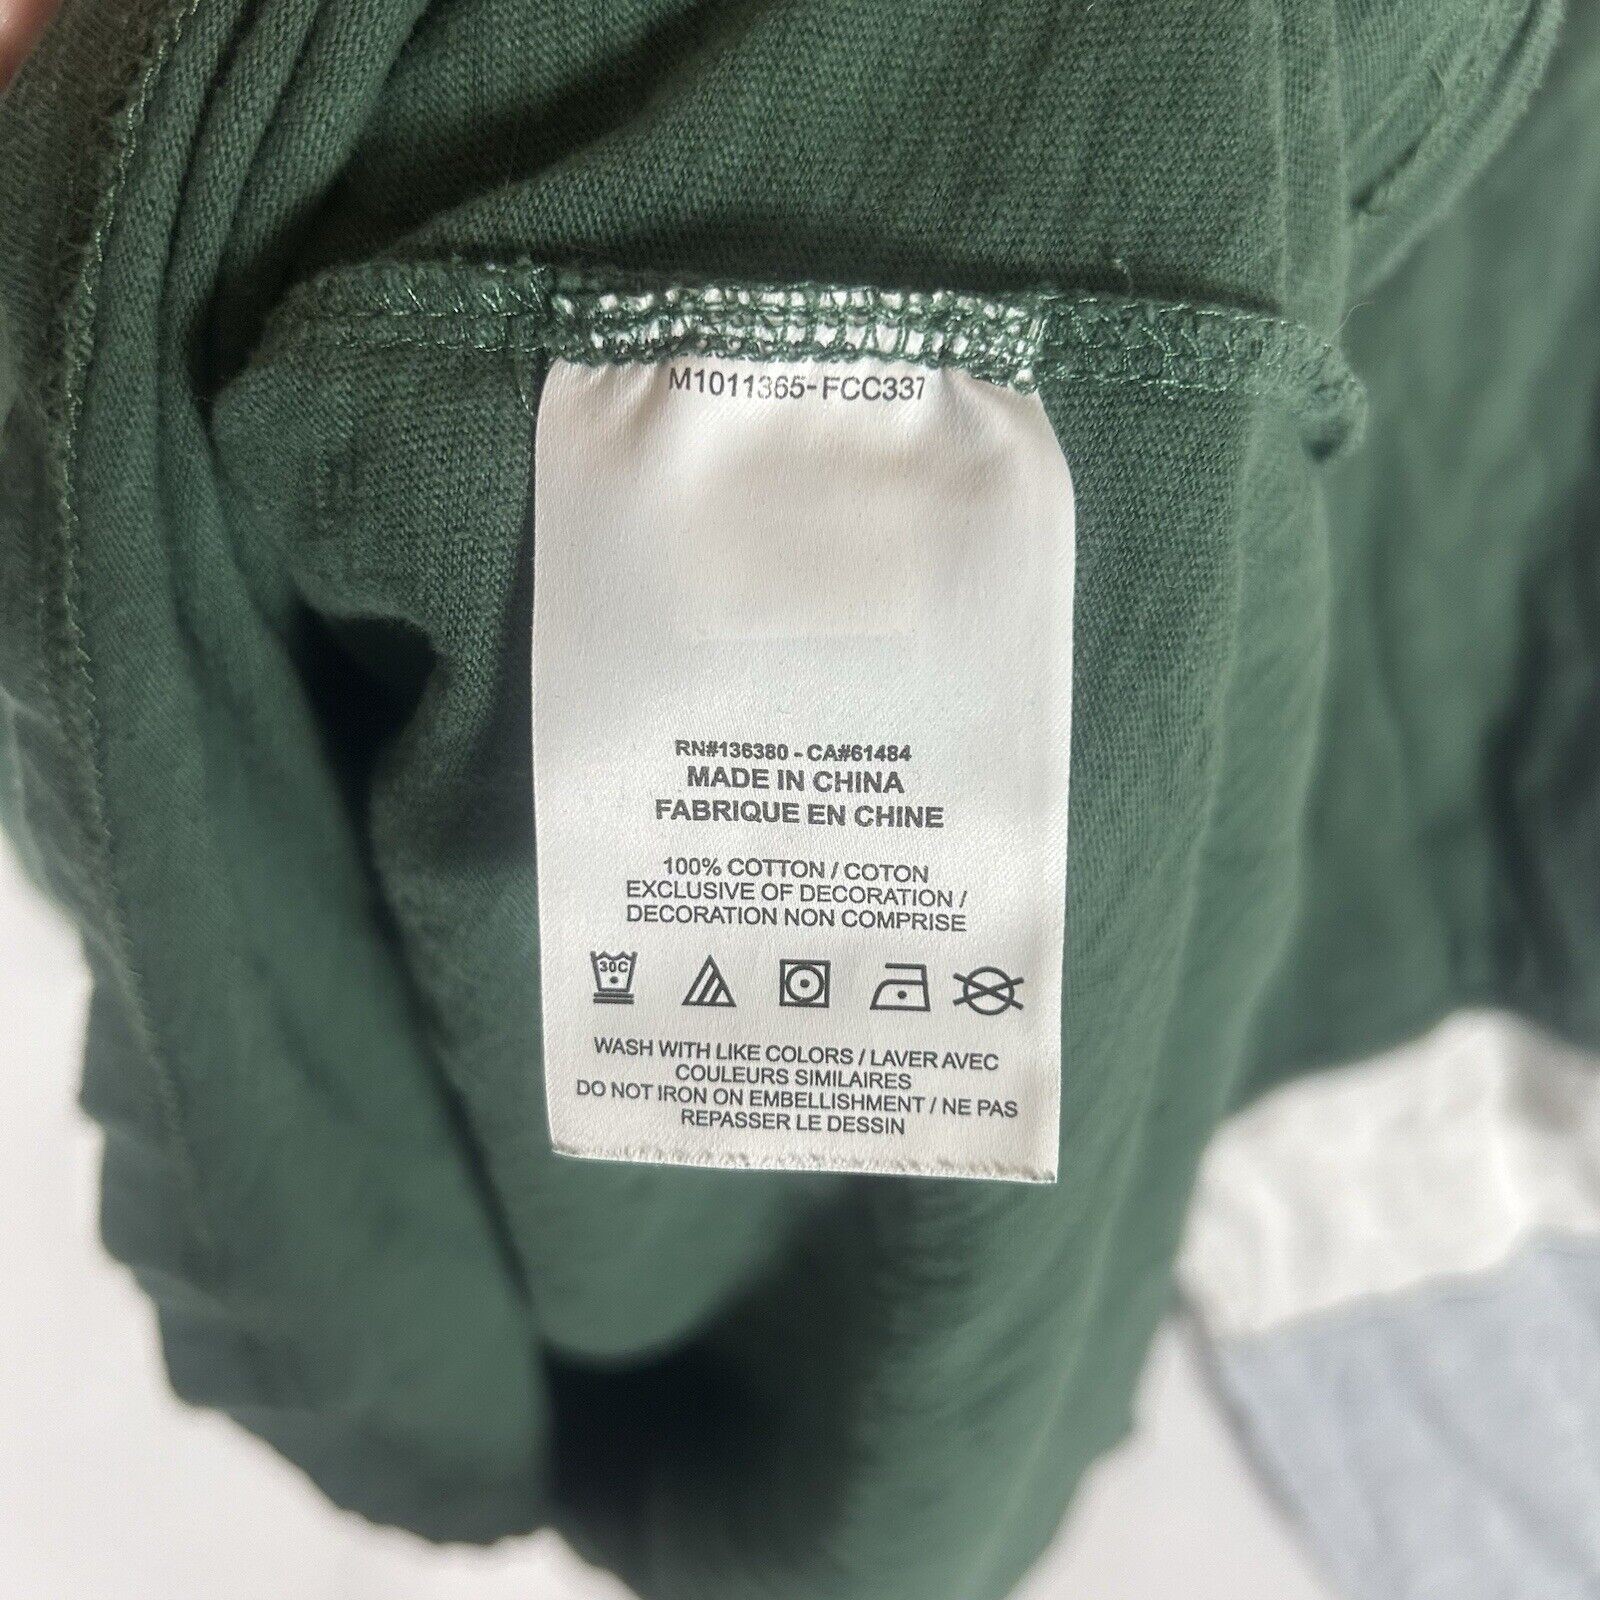 M1011365-FCC337
RN#136380 - CA#61484
MADE IN CHINA
FABRIQUE EN CHINE
100% COTTON / COTON
EXCLUSIVE OF DECORATION /
DECORATION NON COMPRISE
30C
WASH WITH LIKE COLORS / LAVER AVEC
COULEURS SIMILAIRES
DO NOT IRON ON EMBELLISHMENT / NE PAS
REPASSER LE DESSIN